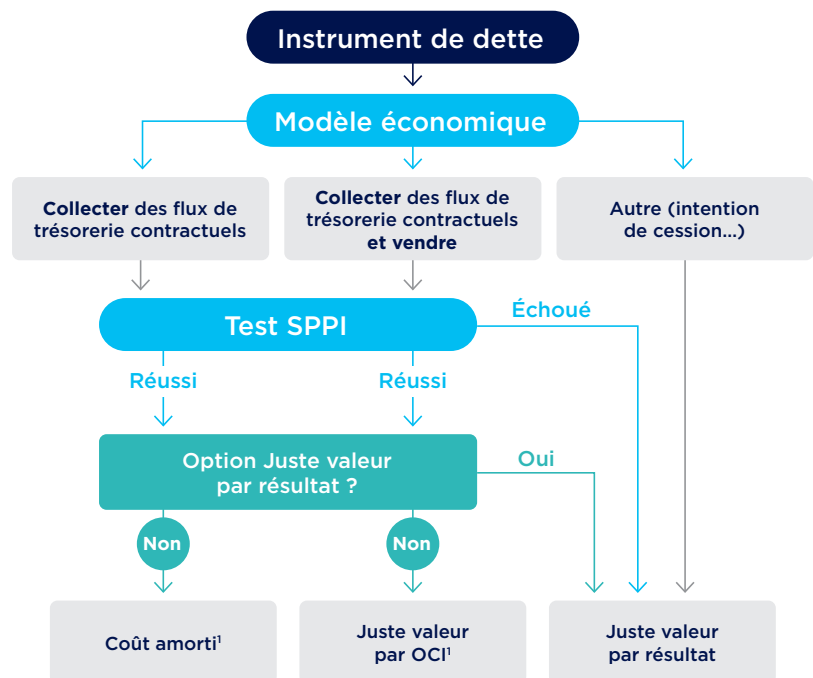 Instrument de dette
Modèle économique
Collecter des flux de
trésorerie contractuels
Collecter des flux de
trésorerie contractuels
et vendre
Autre (intention
de cession...)
Test SPPI
Échoué
Réussi
Réussi
Option Juste valeur
par résultat ?
Oui
Non
Non
Coût amorti¹
Juste valeur
par OCI¹
Juste valeur
par résultat